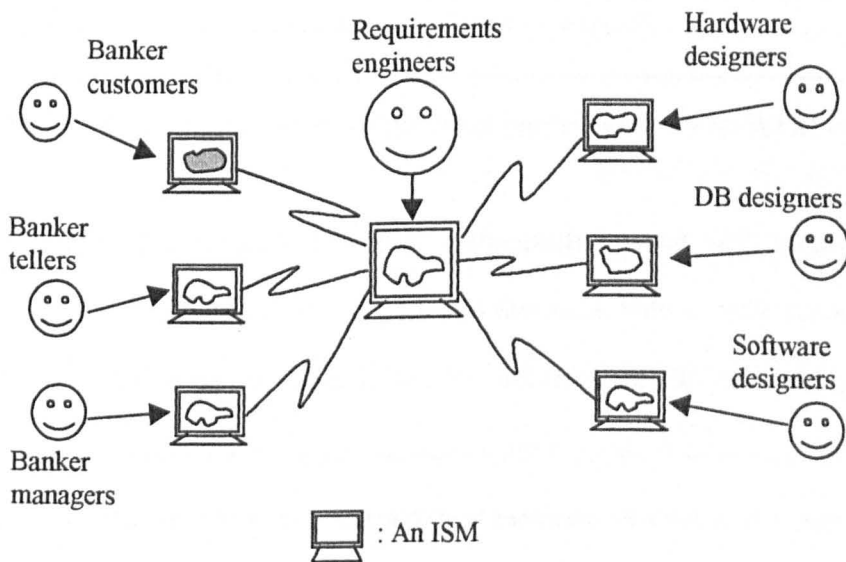 Banker
customers
Requirements
engineers
Hardware
designers
Banker
tellers
DB designers
Banker
managers
Software
designers
: An ISM